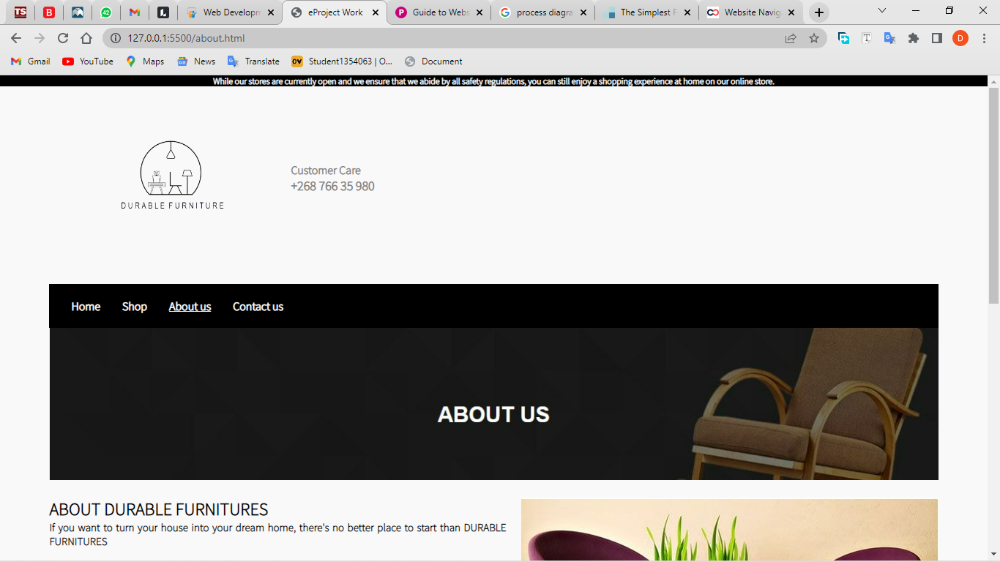 TS
B
42
L
Web Developm
eProject Work
P
Guide to Webs
G
process diagra
The Simplest F
Website Navig
127.0.0.1:5500/about.html
T
G
D
Gmail
YouTube
Maps
News
Translate
OV
Student1354063 | O...
Document
While our stores are currently open and we ensure that we abide by all safety regulations, you can still enjoy a shopping experience at home on our online store.
DURABLE FURNITURE
Customer Care
+268 766 35 980
Home Shop About us Contact us
ABOUT US
ABOUT DURABLE FURNITURES
If you want to turn your house into your dream home, there's no better place to start than DURABLE
FURNITURES